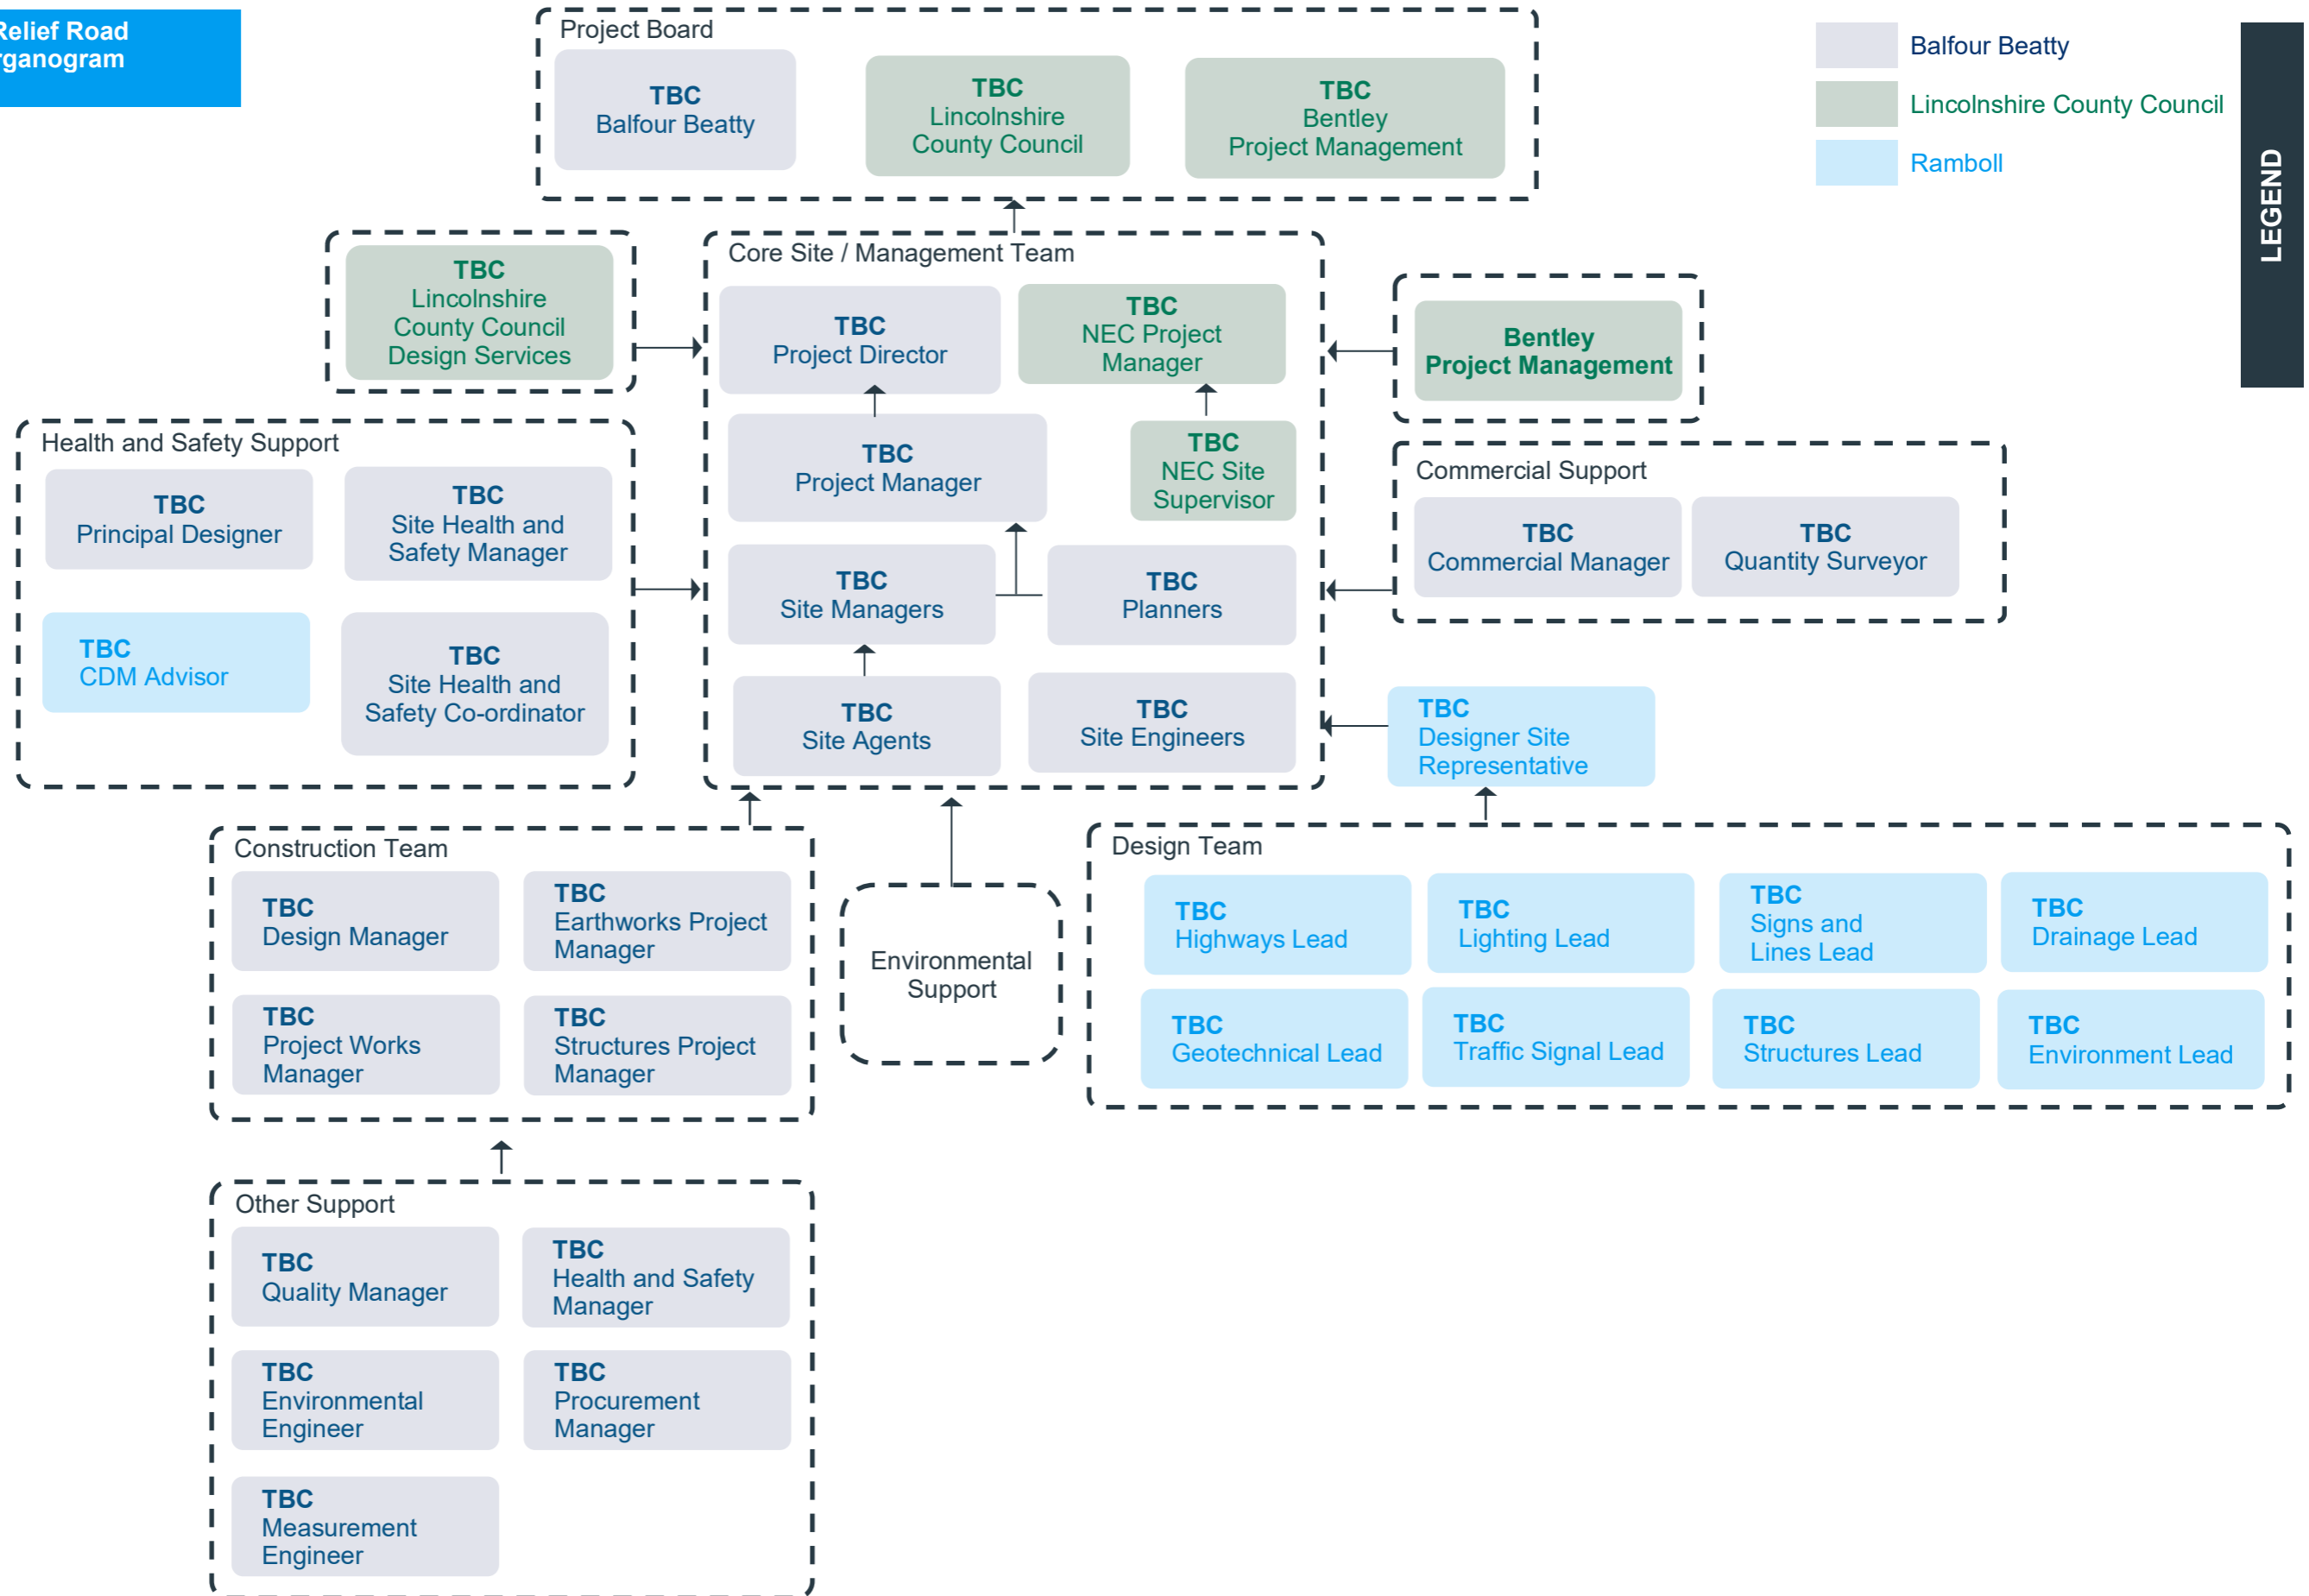 Relief Road
Project Board
TBC
Balfour Beatty
TBC
Lincolnshire
County Council
TBC
Bentley
Project Management
Balfour Beatty
Lincolnshire County Council
Ramboll
LEGEND
TBC
Lincolnshire
County Council
Design Services
Core Site / Management Team
TBC
Project Director
TBC
NEC Project
Manager
TBC
Project Manager
TBC
NEC Site
Supervisor
TBC
Site Managers
TBC
Planners
TBC
Site Agents
TBC
Site Engineers
Bentley
Project Management
Health and Safety Support
TBC
Principal Designer
TBC
Site Health and
Safety Manager
TBC
CDM Advisor
TBC
Site Health and
Safety Co-ordinator
Commercial Support
TBC
Commercial Manager
TBC
Quantity Surveyor
TBC
Designer Site
Representative
Construction Team
TBC
Design Manager
TBC
Earthworks Project
Manager
TBC
Project Works
Manager
TBC
Structures Project
Manager
Environmental
Support
Design Team
TBC
Highways Lead
TBC
Lighting Lead
TBC
Signs and
Lines Lead
TBC
Drainage Lead
TBC
Geotechnical Lead
TBC
Traffic Signal Lead
TBC
Structures Lead
TBC
Environment Lead
Other Support
TBC
Quality Manager
TBC
Health and Safety
Manager
TBC
Environmental
Engineer
TBC
Procurement
Manager
TBC
Measurement
Engineer